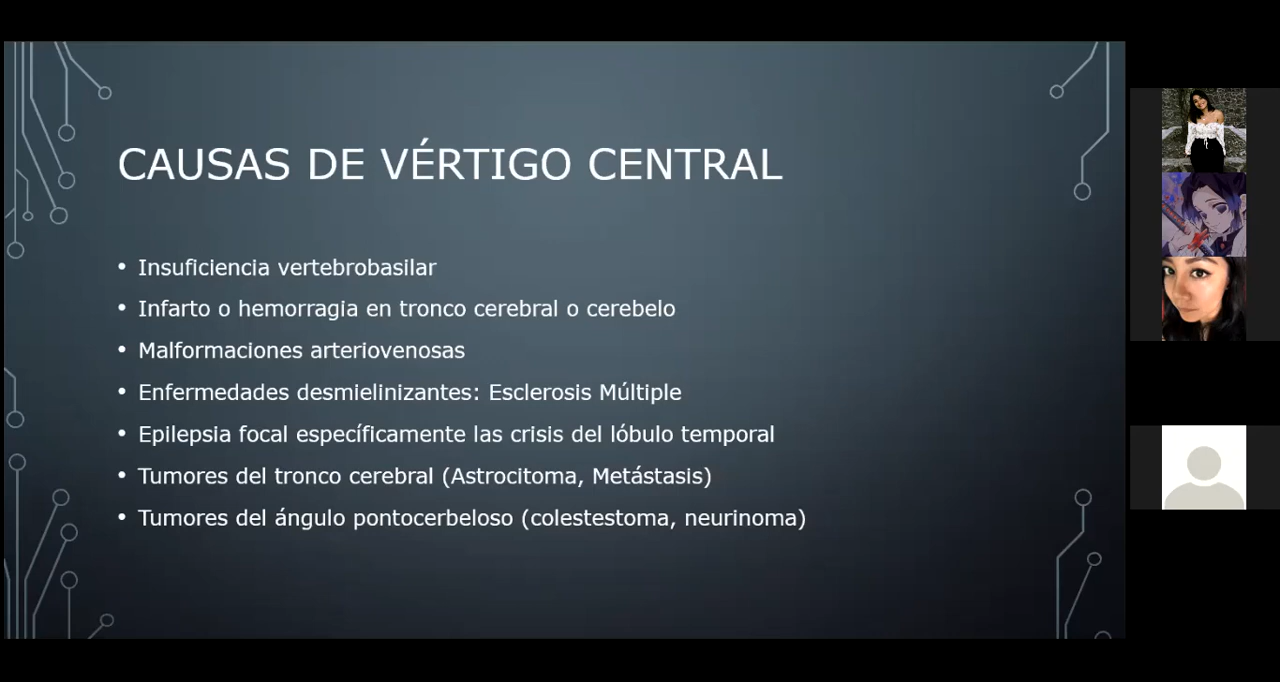 CAUSAS DE VÉRTIGO CENTRAL
• Insuficiencia vertebrobasilar
• Infarto o hemorragia en tronco cerebral o cerebelo
• Malformaciones arteriovenosas
• Enfermedades desmielinizantes: Esclerosis Múltiple
• Epilepsia focal específicamente las crisis del lóbulo temporal
• Tumores del tronco cerebral (Astrocitoma, Metástasis)
• Tumores del ángulo pontocerbeloso (colestestoma, neurinoma)